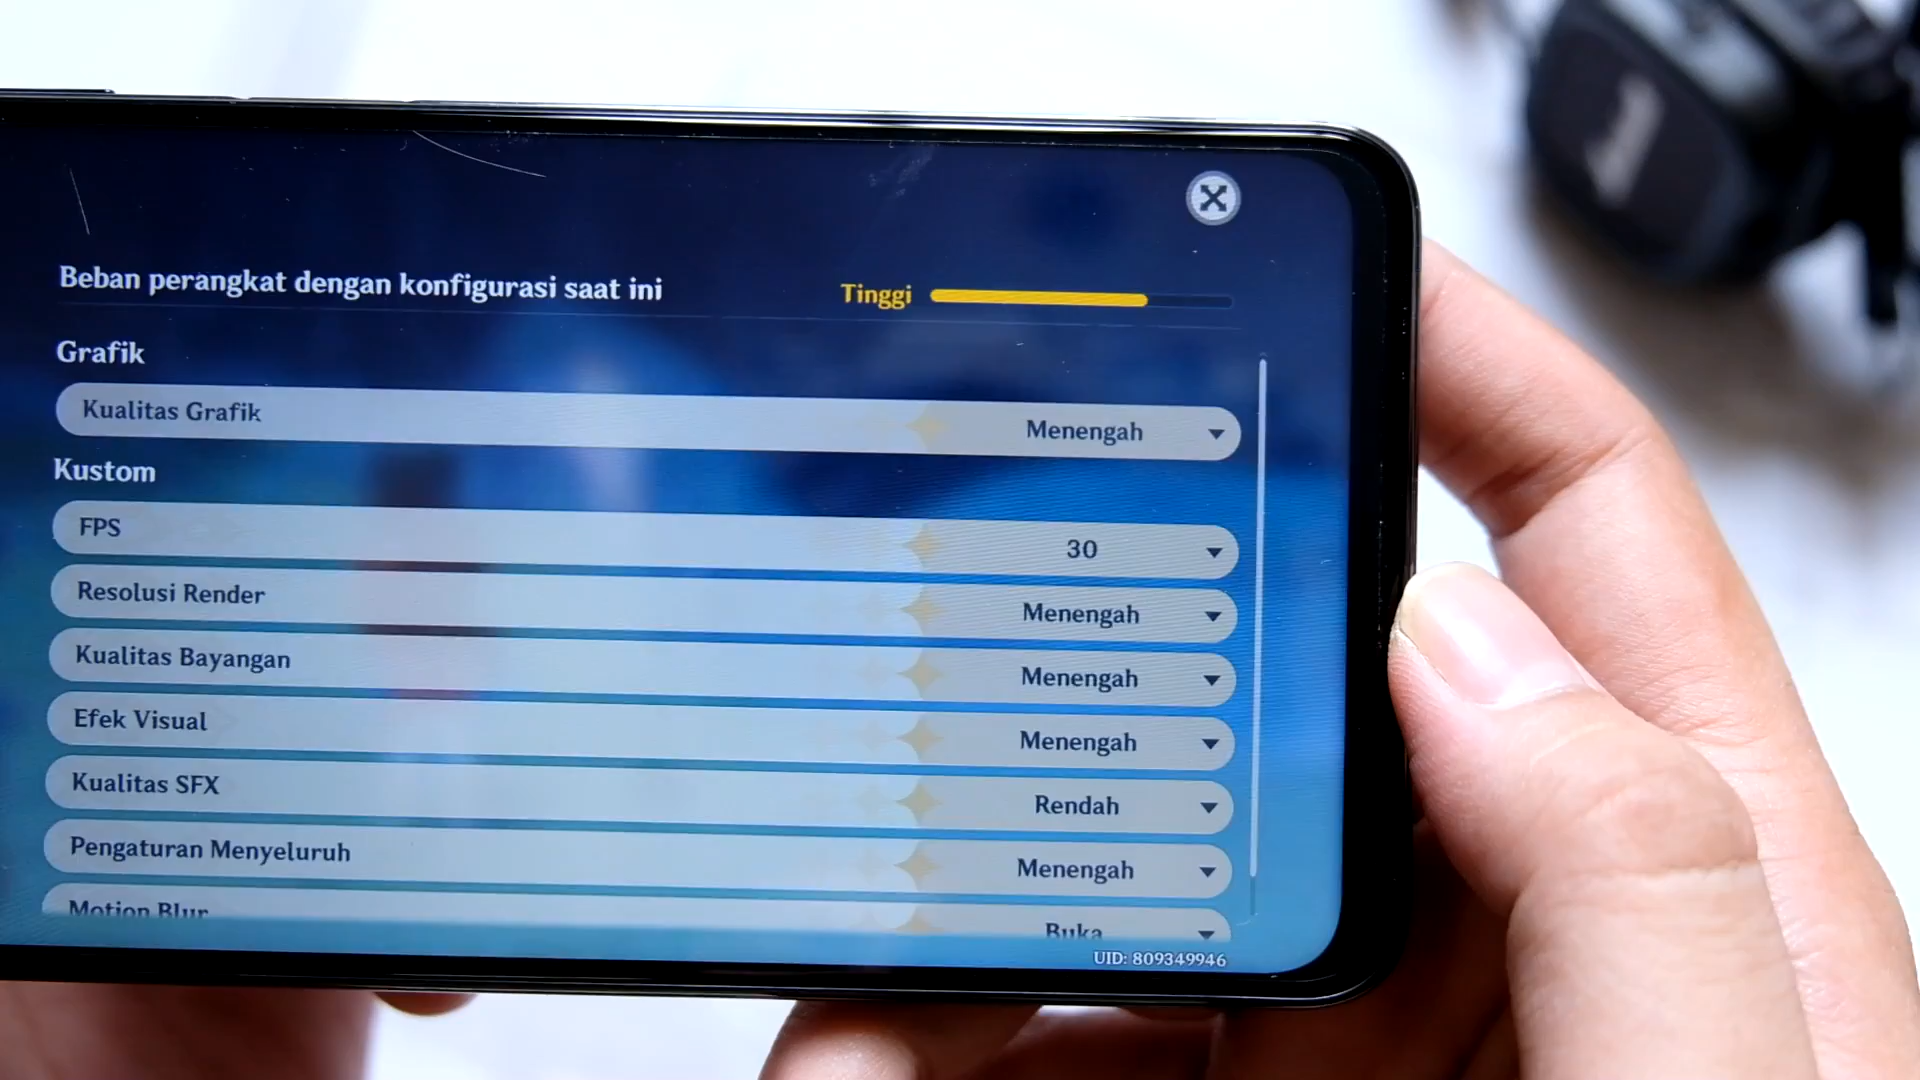 Beban perangkat dengan konfigurasi saat ini Tinggi
Grafik
Kualitas Grafik Menengah
Kustom
FPS 30
Resolusi Render Menengah
Kualitas Bayangan Menengah
Efek Visual Menengah
Kualitas SFX Rendah
Pengaturan Menyeluruh Menengah
Motion Blur Buka
UID: 809349946